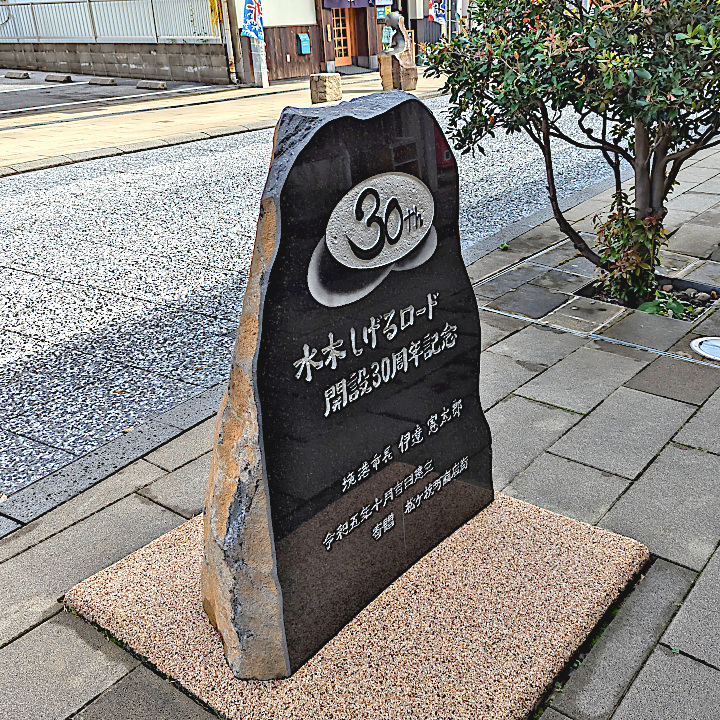 30th
水木しげるロード
開設30周年記念
境港市長 伊達 憲太郎
令和五年十月吉日建立
寄贈 松ケ枝町商店街